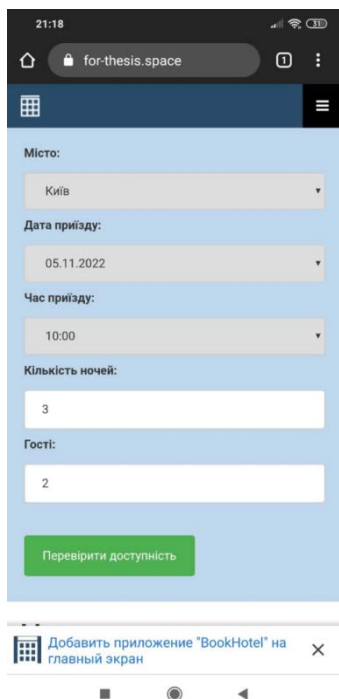 21:18
31
for-thesis.space
1
Місто:
Київ
Дата приїзду:
05.11.2022
Час приїзду:
10:00
Кількість ночей:
3
Гості:
2
Перевірити доступність
Добавить приложение "BookHotel" на
главный экран